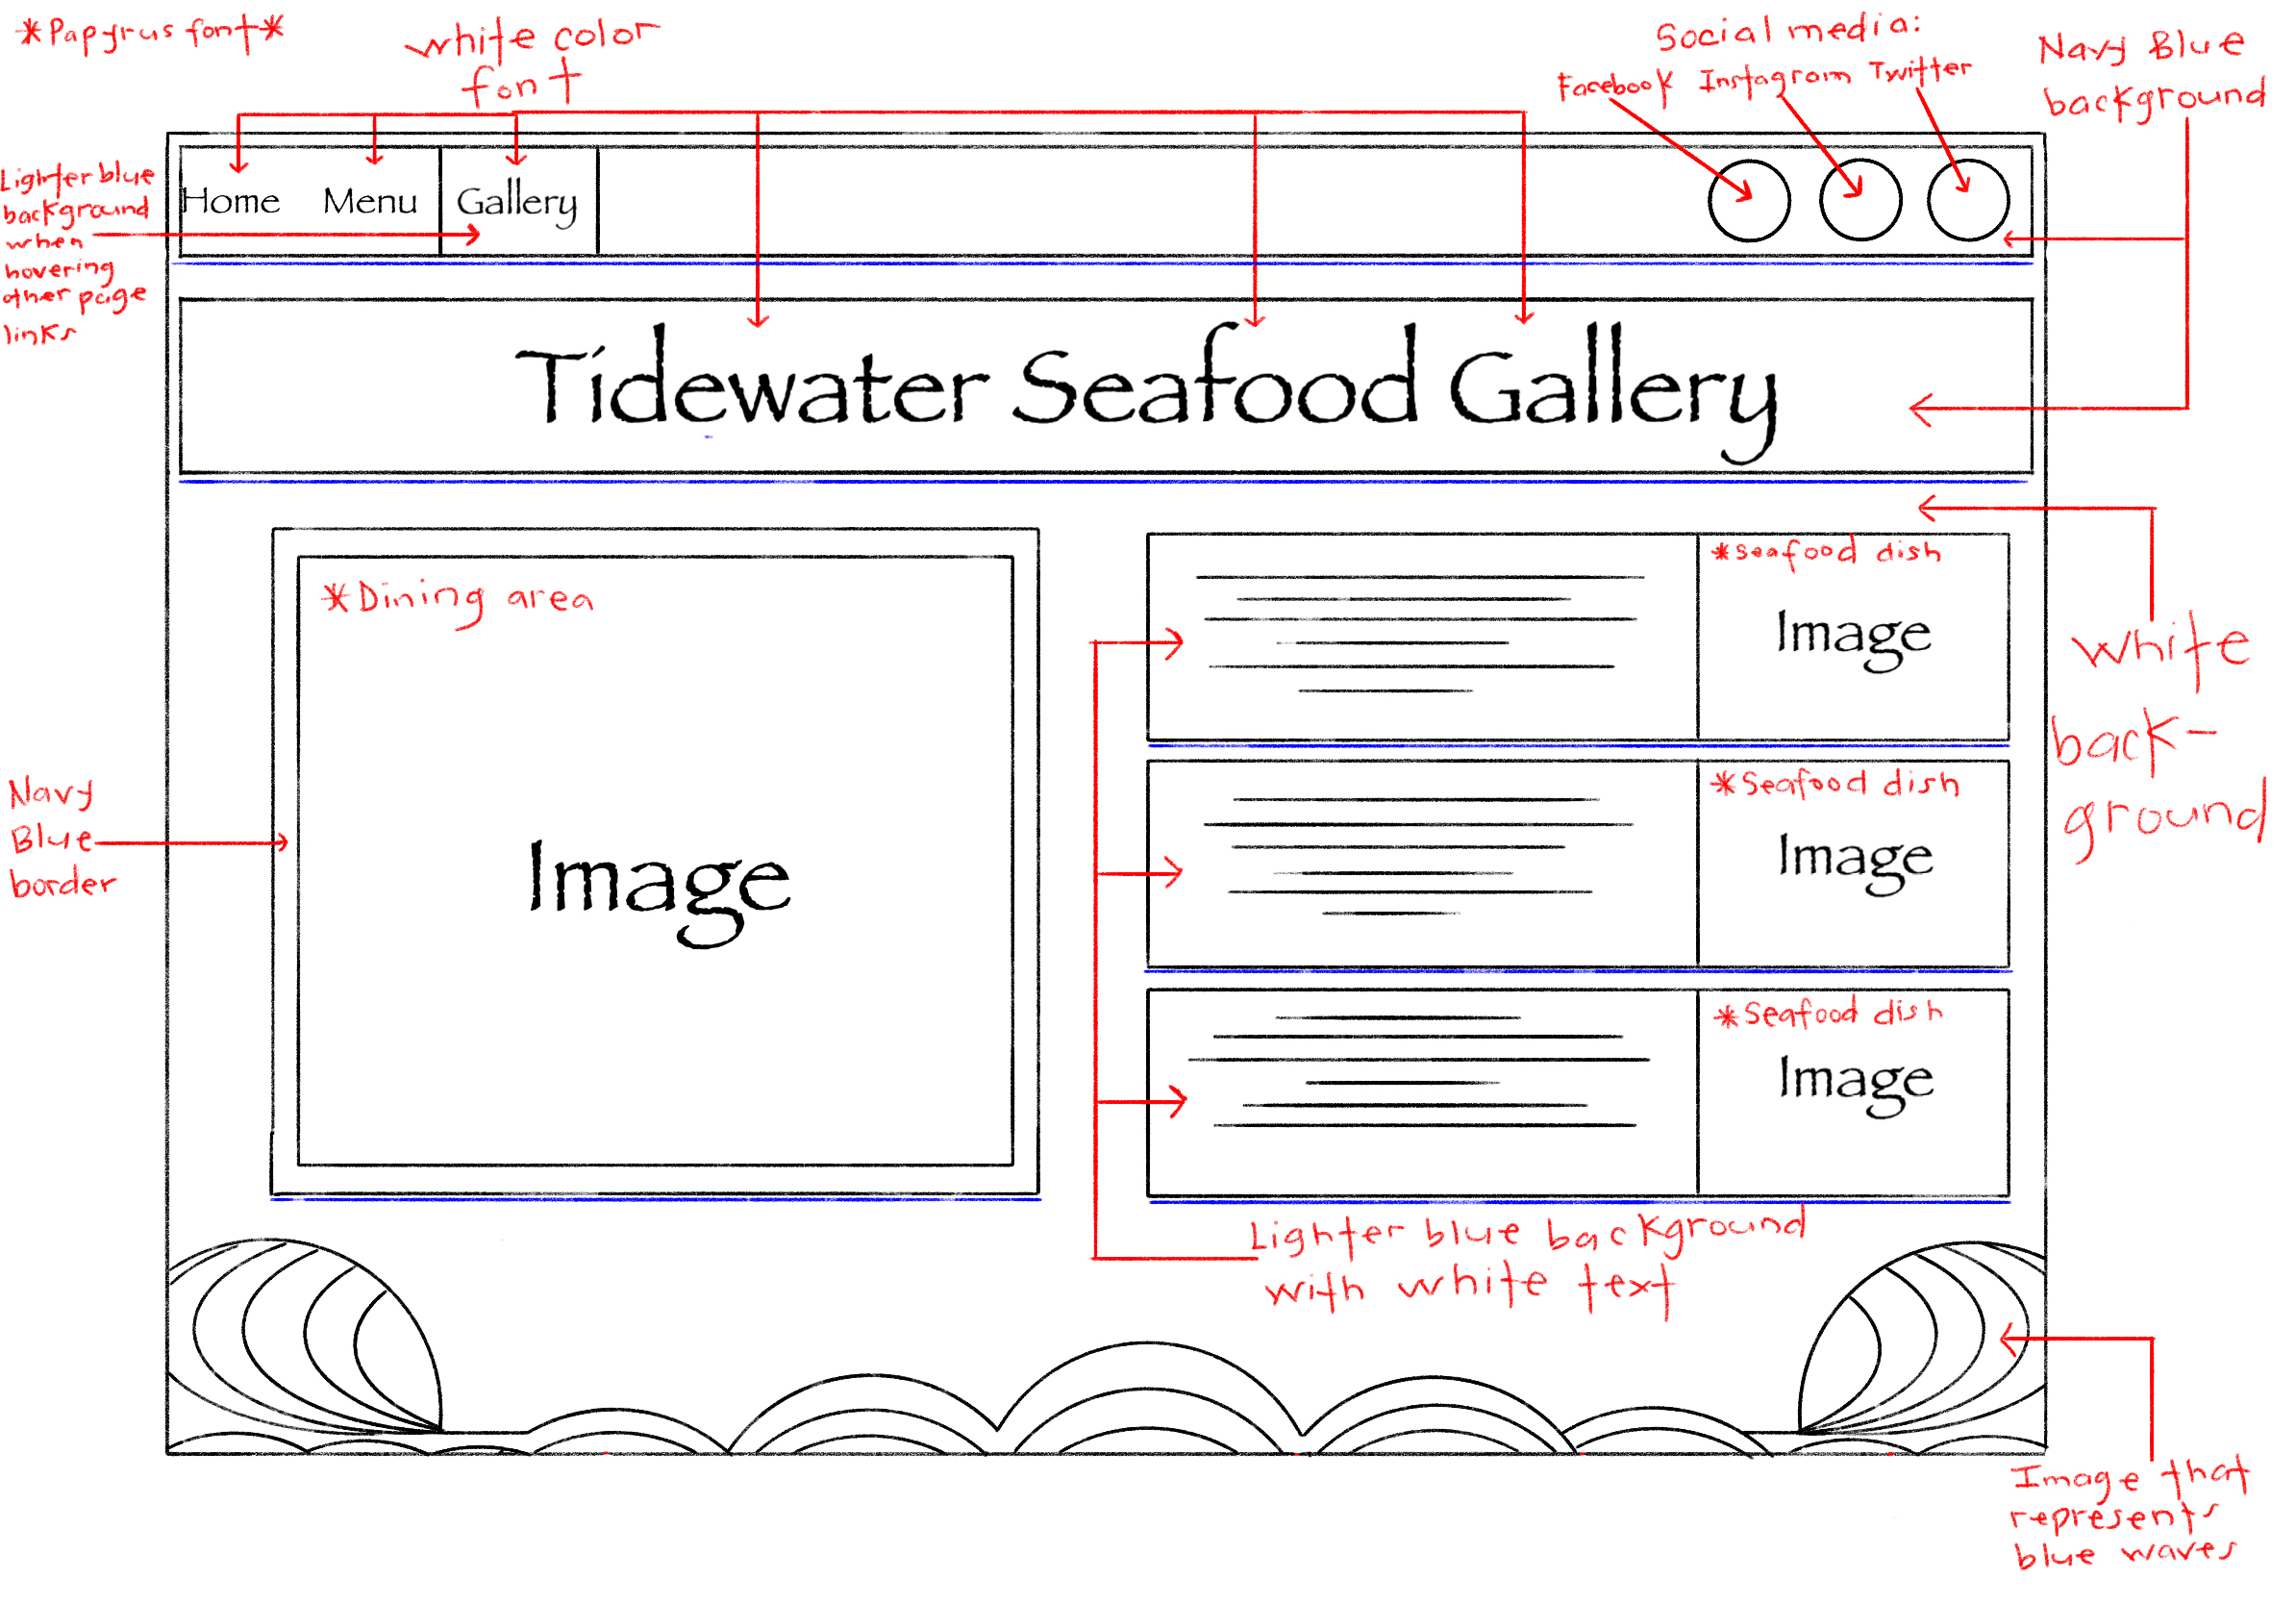 *Papyrus font*
white color
font
Social media:
Facebook Instagram Twitter
Navy Blue
background
Lighter blue
background
when
hovering
other page
links
Home Menu Gallery
Tidewater Seafood Gallery
*Dining area
Image
Navy
Blue
border
*Seafood dish
Image
*Seafood dish
Image
*Seafood dish
Image
White
back-
ground
Lighter blue background
with white text
Image that
represents
blue waves